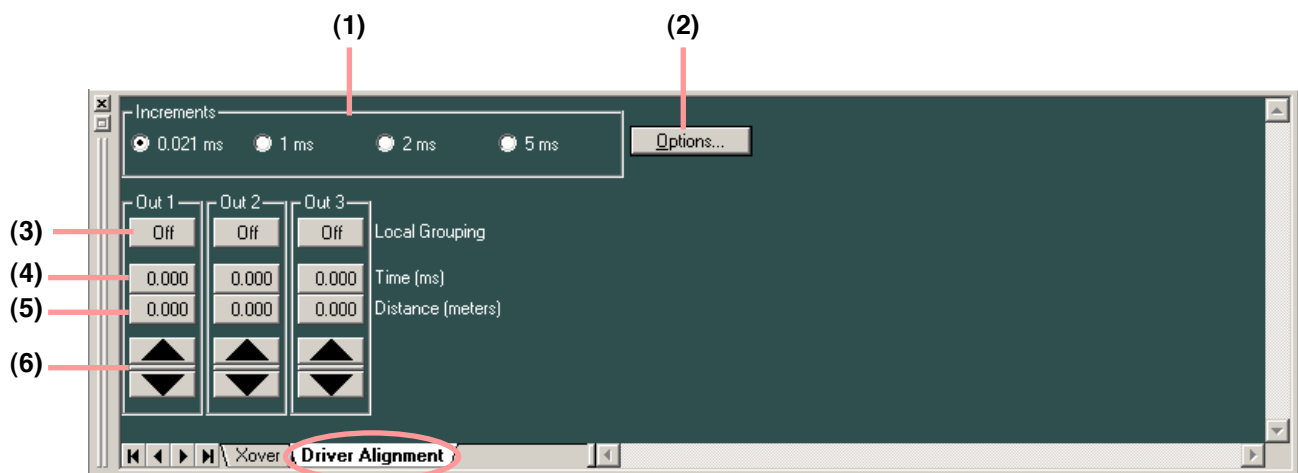 (1) (2)
Increments
0.021 ms 1 ms 2 ms 5 ms Options...
Out 1 Out 2 Out 3
(3) Off Off Off Local Grouping
(4) 0.000 0.000 0.000 Time (ms)
(5) 0.000 0.000 0.000 Distance (meters)
(6)
Xover Driver Alignment